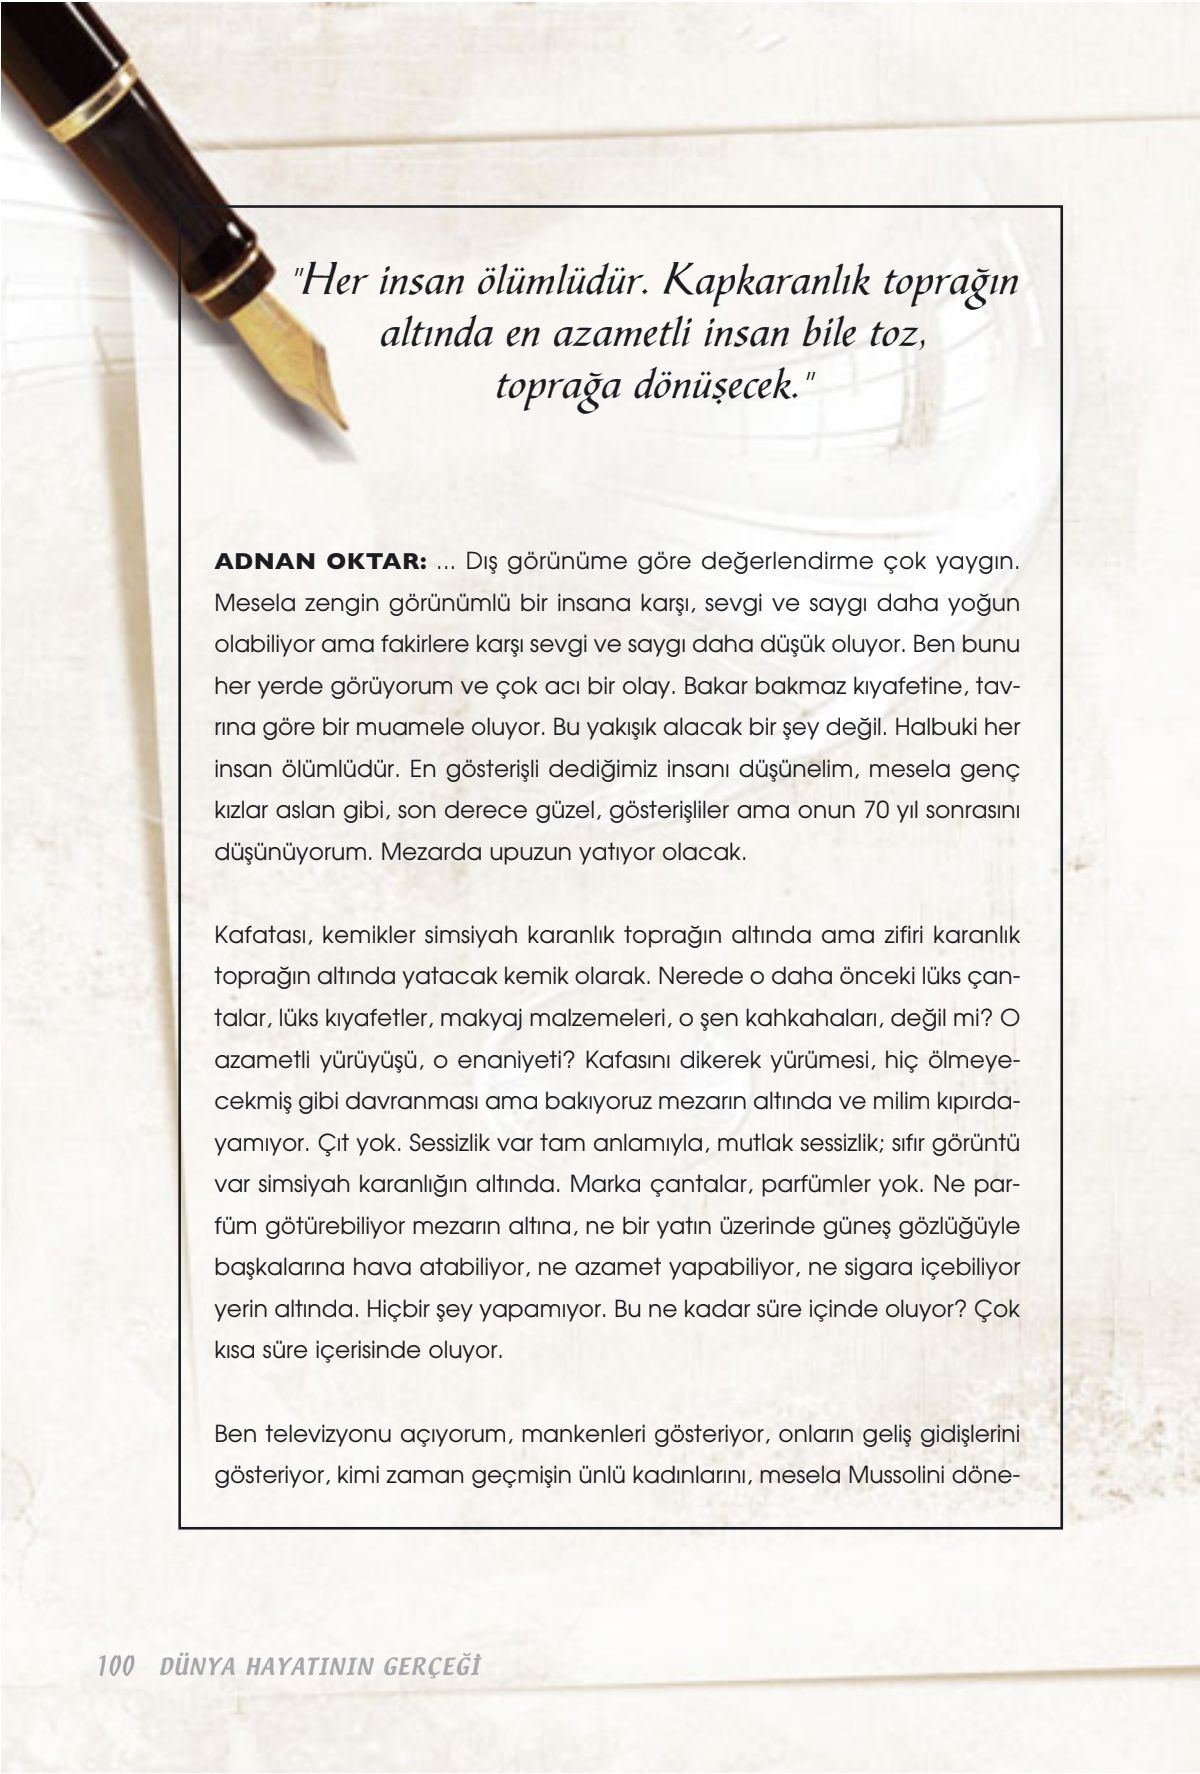 "Her insan ölümlüdür. Kapkaranlık toprağın
altında en azametli insan bile toz,
toprağa dönüşecek."
ADNAN OKTAR: ... Dış görünüme göre değerlendirme çok yaygın.
Mesela zengin görünümlü bir insana karşı, sevgi ve saygı daha yoğun
olabiliyor ama fakirlere karşı sevgi ve saygı daha düşük oluyor. Ben bunu
her yerde görüyorum ve çok acı bir olay. Bakar bakmaz kıyafetine, tav-
rına göre bir muamele oluyor. Bu yakışık alacak bir şey değil. Halbuki her
insan ölümlüdür. En gösterişli dediğimiz insanı düşünelim, mesela genç
kızlar aslan gibi, son derece güzel, gösterişliler ama onun 70 yıl sonrasını
düşünüyorum. Mezarda upuzun yatıyor olacak.
Kafatası, kemikler simsiyah karanlık toprağın altında ama zifiri karanlık
toprağın altında yatacak kemik olarak. Nerede o daha önceki lüks çan-
talar, lüks kıyafetler, makyaj malzemeleri, o şen kahkahaları, değil mi? O
azametli yürüyüşü, o enaniyeti? Kafasını dikerek yürümesi, hiç ölmeye-
cekmiş gibi davranması ama bakıyoruz mezarın altında ve milim kıpırda-
yamıyor. Çıt yok. Sessizlik var tam anlamıyla, mutlak sessizlik; sıfır görüntü
var simsiyah karanlığın altında. Marka çantalar, parfümler yok. Ne par-
füm götürebiliyor mezarın altına, ne bir yatın üzerinde güneş gözlüğüyle
başkalarına hava atabiliyor, ne azamet yapabiliyor, ne sigara içebiliyor
yerin altında. Hiçbir şey yapamıyor. Bu ne kadar süre içinde oluyor? Çok
kısa süre içerisinde oluyor.
Ben televizyonu açıyorum, mankenleri gösteriyor, onların geliş gidişlerini
gösteriyor, kimi zaman geçmişin ünlü kadınlarını, mesela Mussolini döne-
100 DÜNYA HAYATININ GERÇEĞİ